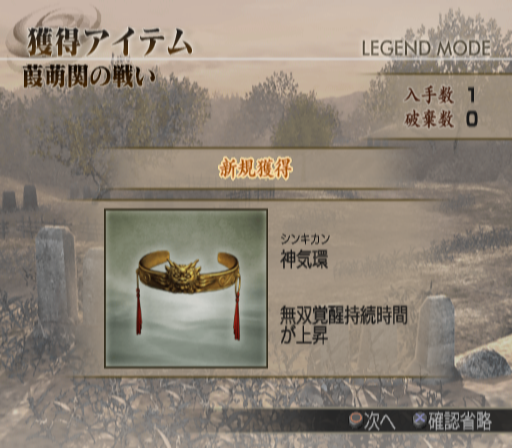 獲得アイテム
LEGEND MODE
葭萌関の戦い
入手数 1
破棄数 0
新規獲得
シンキカン
神気環
無双覚醒持続時間
が上昇
次へ
確認省略